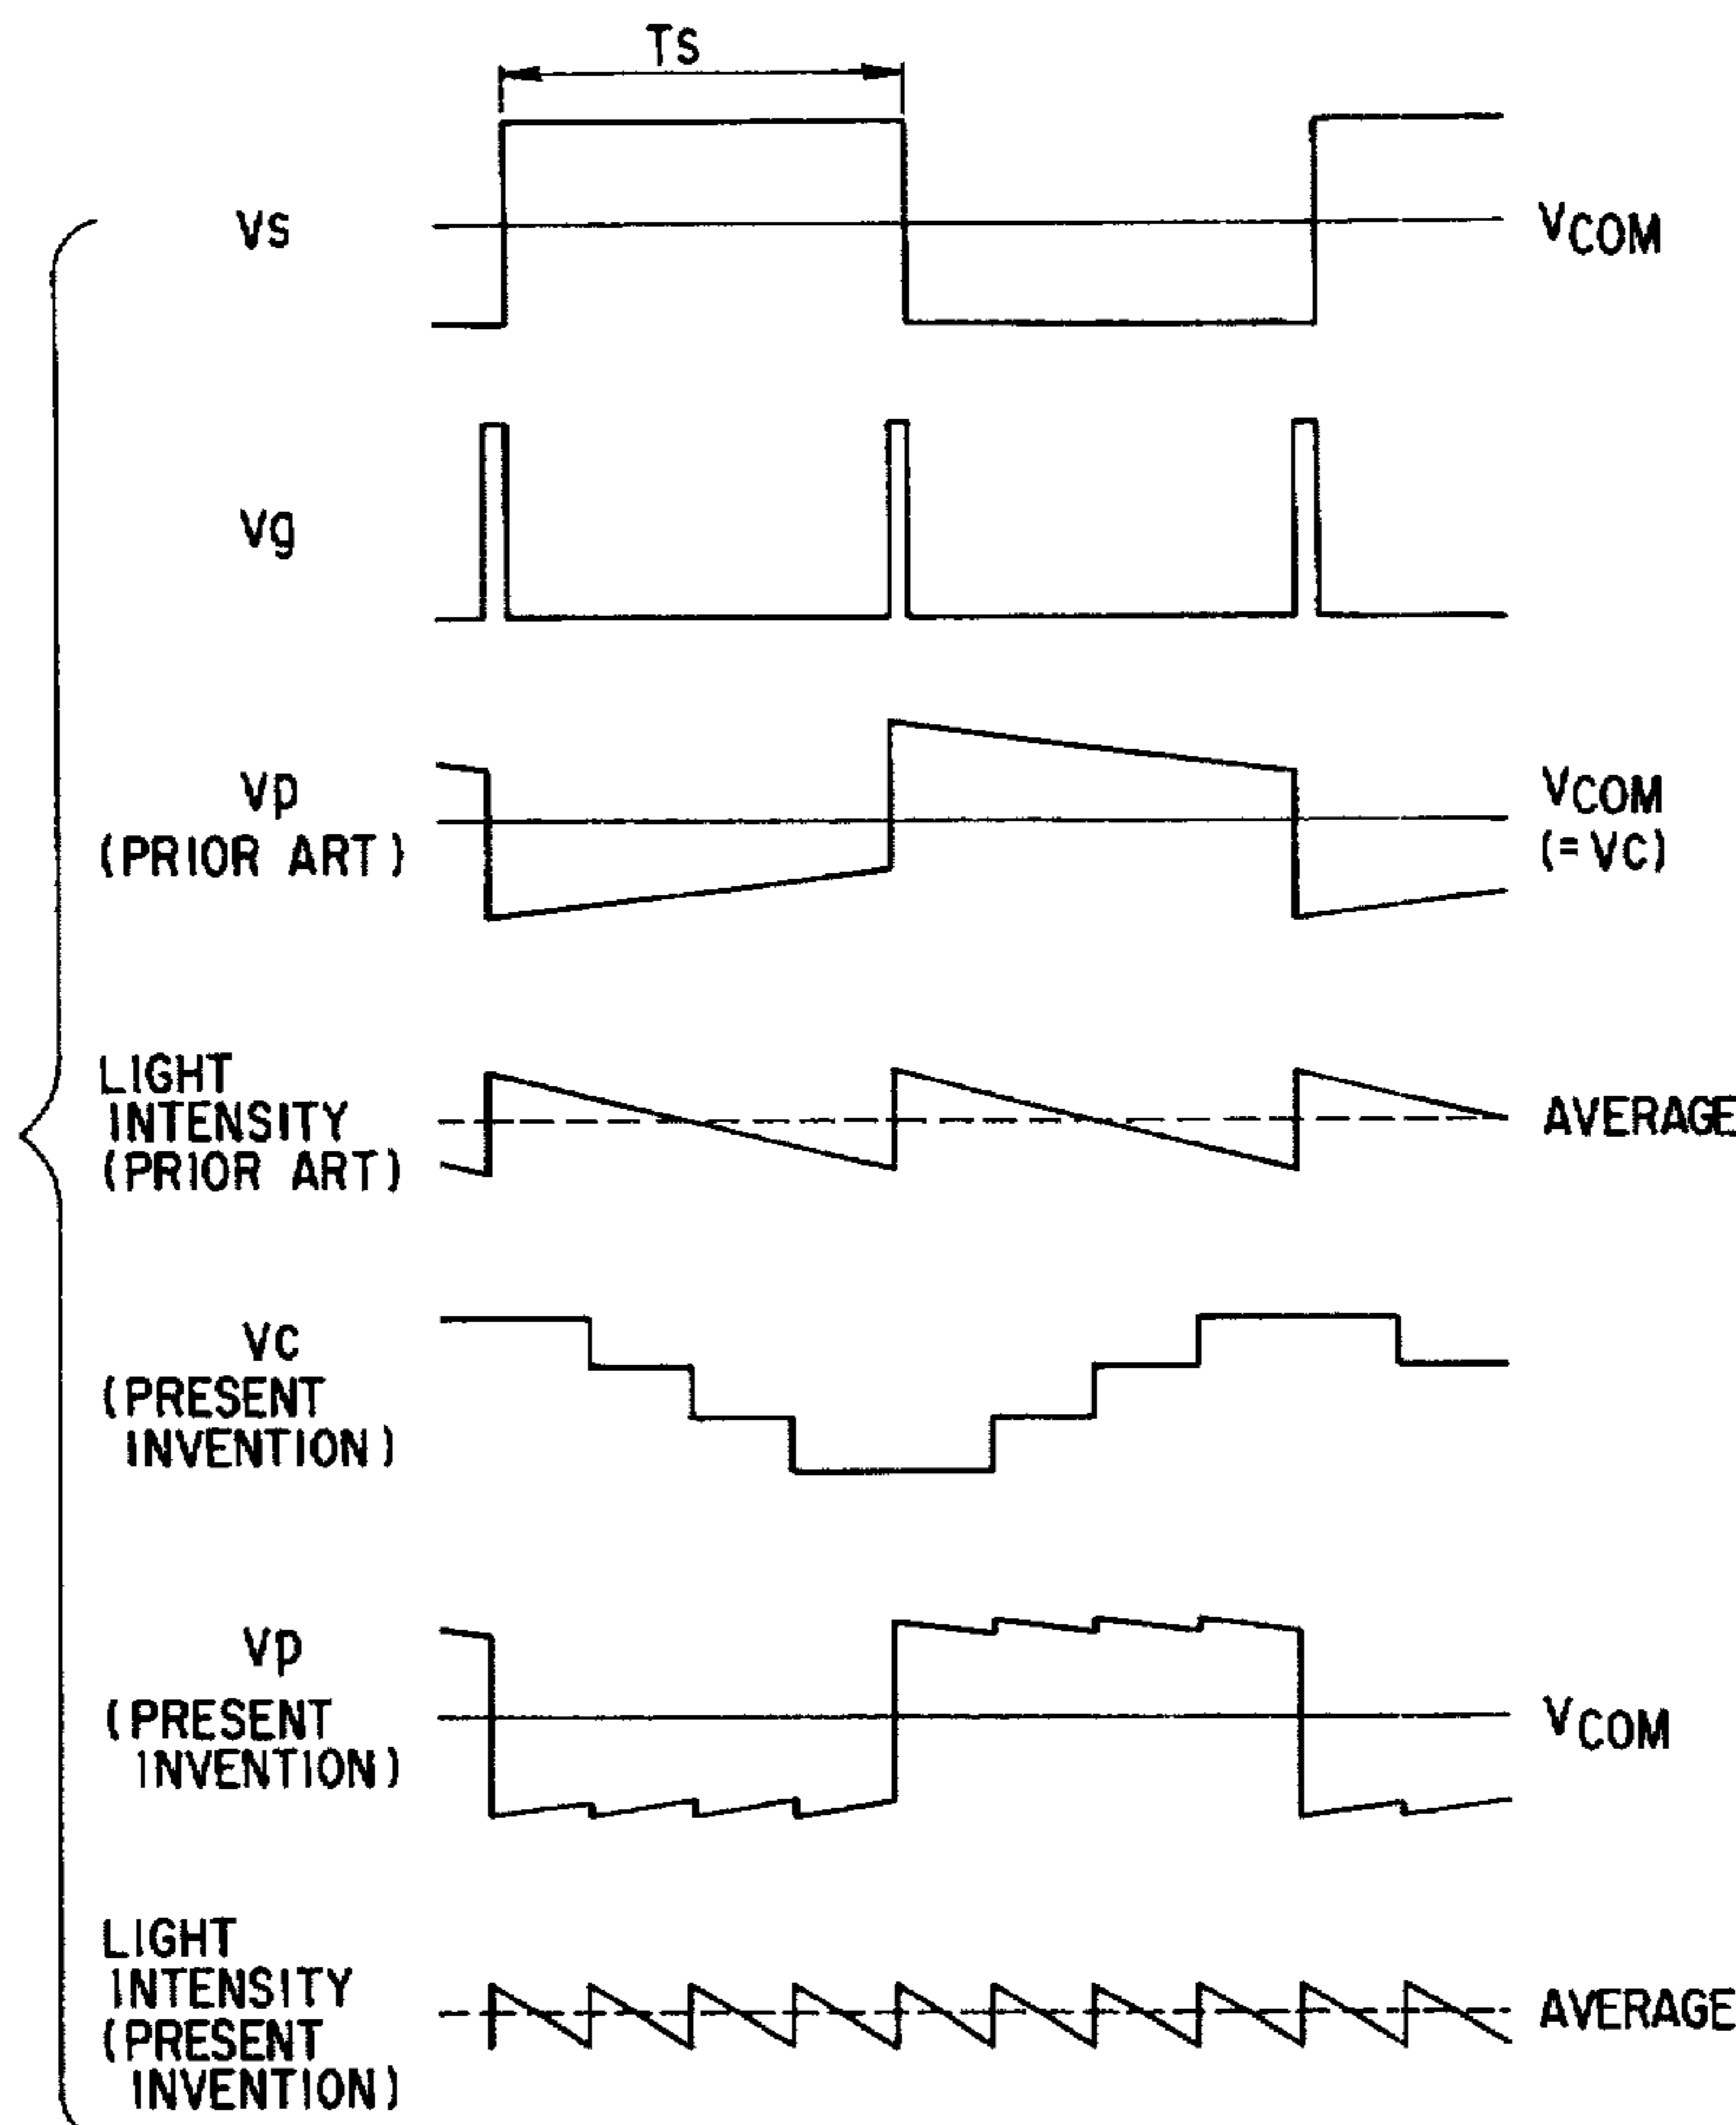 TS
VS
VCOM
Vg
Vp
(PRIOR ART)
VCOM
(=VC)
LIGHT
INTENSITY
(PRIOR ART)
AVERAGE
VC
(PRESENT
INVENTION)
Vp
(PRESENT
INVENTION)
VCOM
LIGHT
INTENSITY
(PRESENT
INVENTION)
AVERAGE